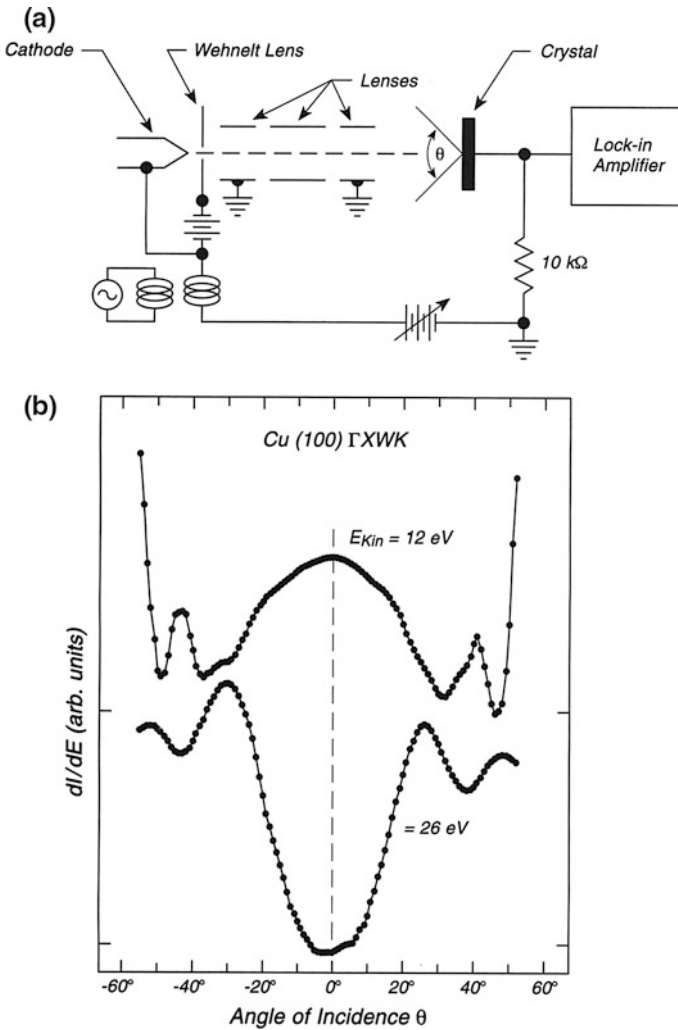 (a)
Cathode
Wehnelt Lens
Lenses
Crystal
θ
Lock-in
Amplifier
10 kΩ
(b)
Cu (100) ΓXWK
E_Kin = 12 eV
= 26 eV
dI/dE (arb. units)
-60° -40° -20° 0° 20° 40° 60°
Angle of Incidence θ